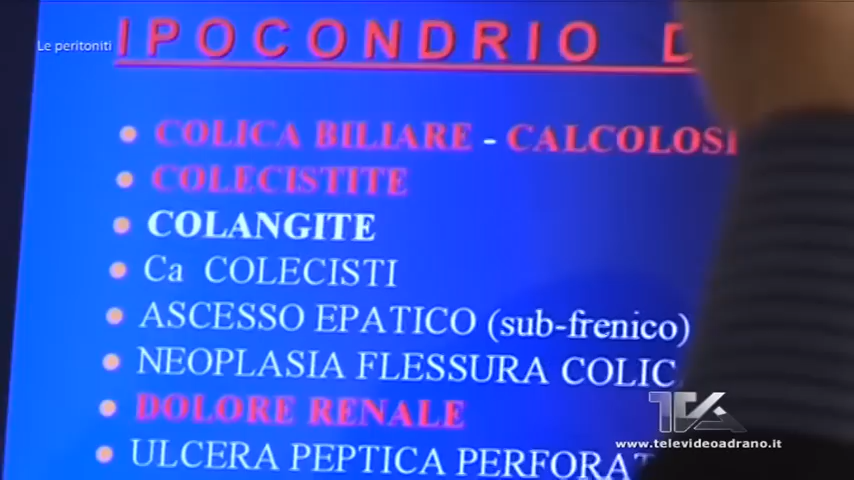 Le peritoniti
IPOCONDRIO D
COLICA BILIARE - CALCOLOSI
COLECISTITE
COLANGITE
Ca COLECISTI
ASCESSO EPATICO (sub-frenico)
NEOPLASIA FLESSURA COLIC
DOLORE RENALE
ULCERA PEPTICA PERFORAT
TVA
www.televideoadrano.it